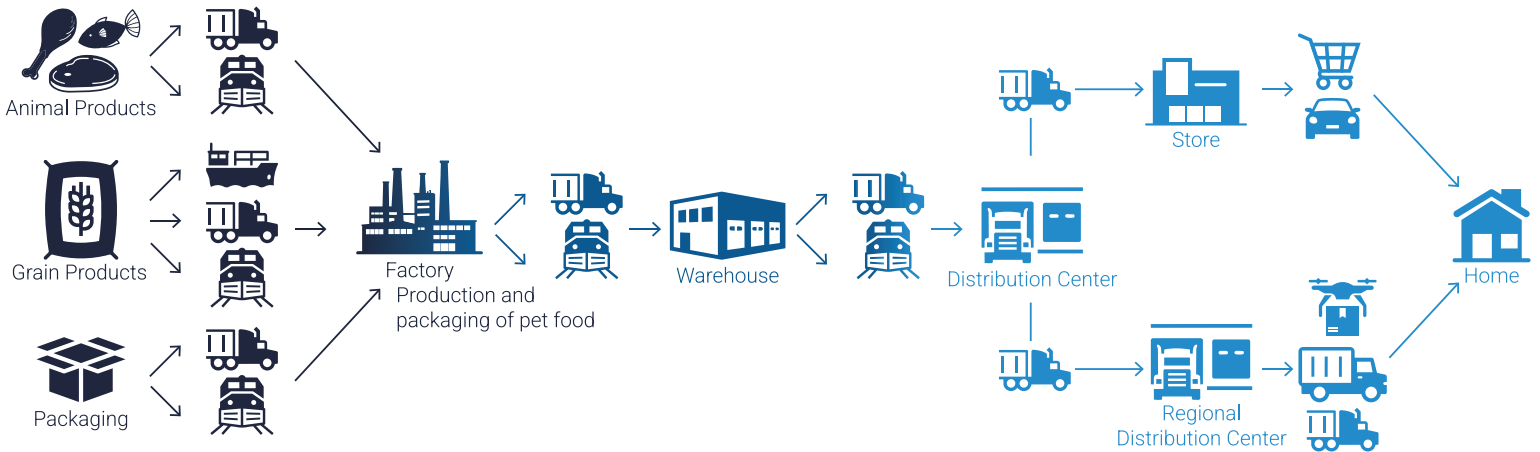 Animal Products
Grain Products
Packaging
Factory
Production and
packaging of pet food
Warehouse
Distribution Center
Store
Regional
Distribution Center
Home